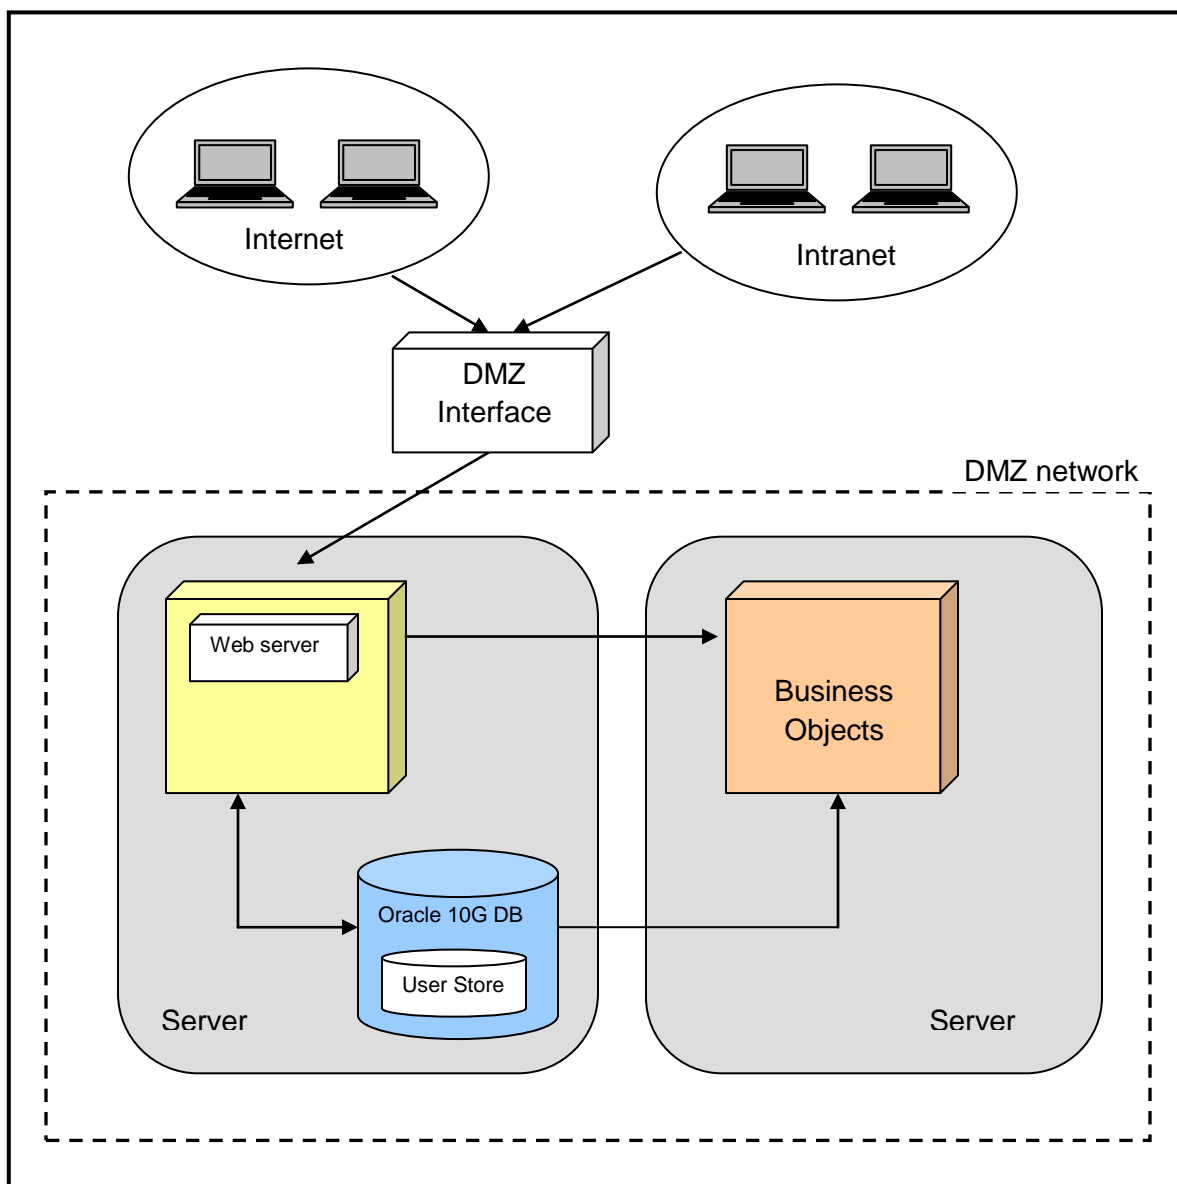 Internet
Intranet
DMZ
Interface
DMZ network
Web server
Business
Objects
Oracle 10G DB
User Store
Server
Server